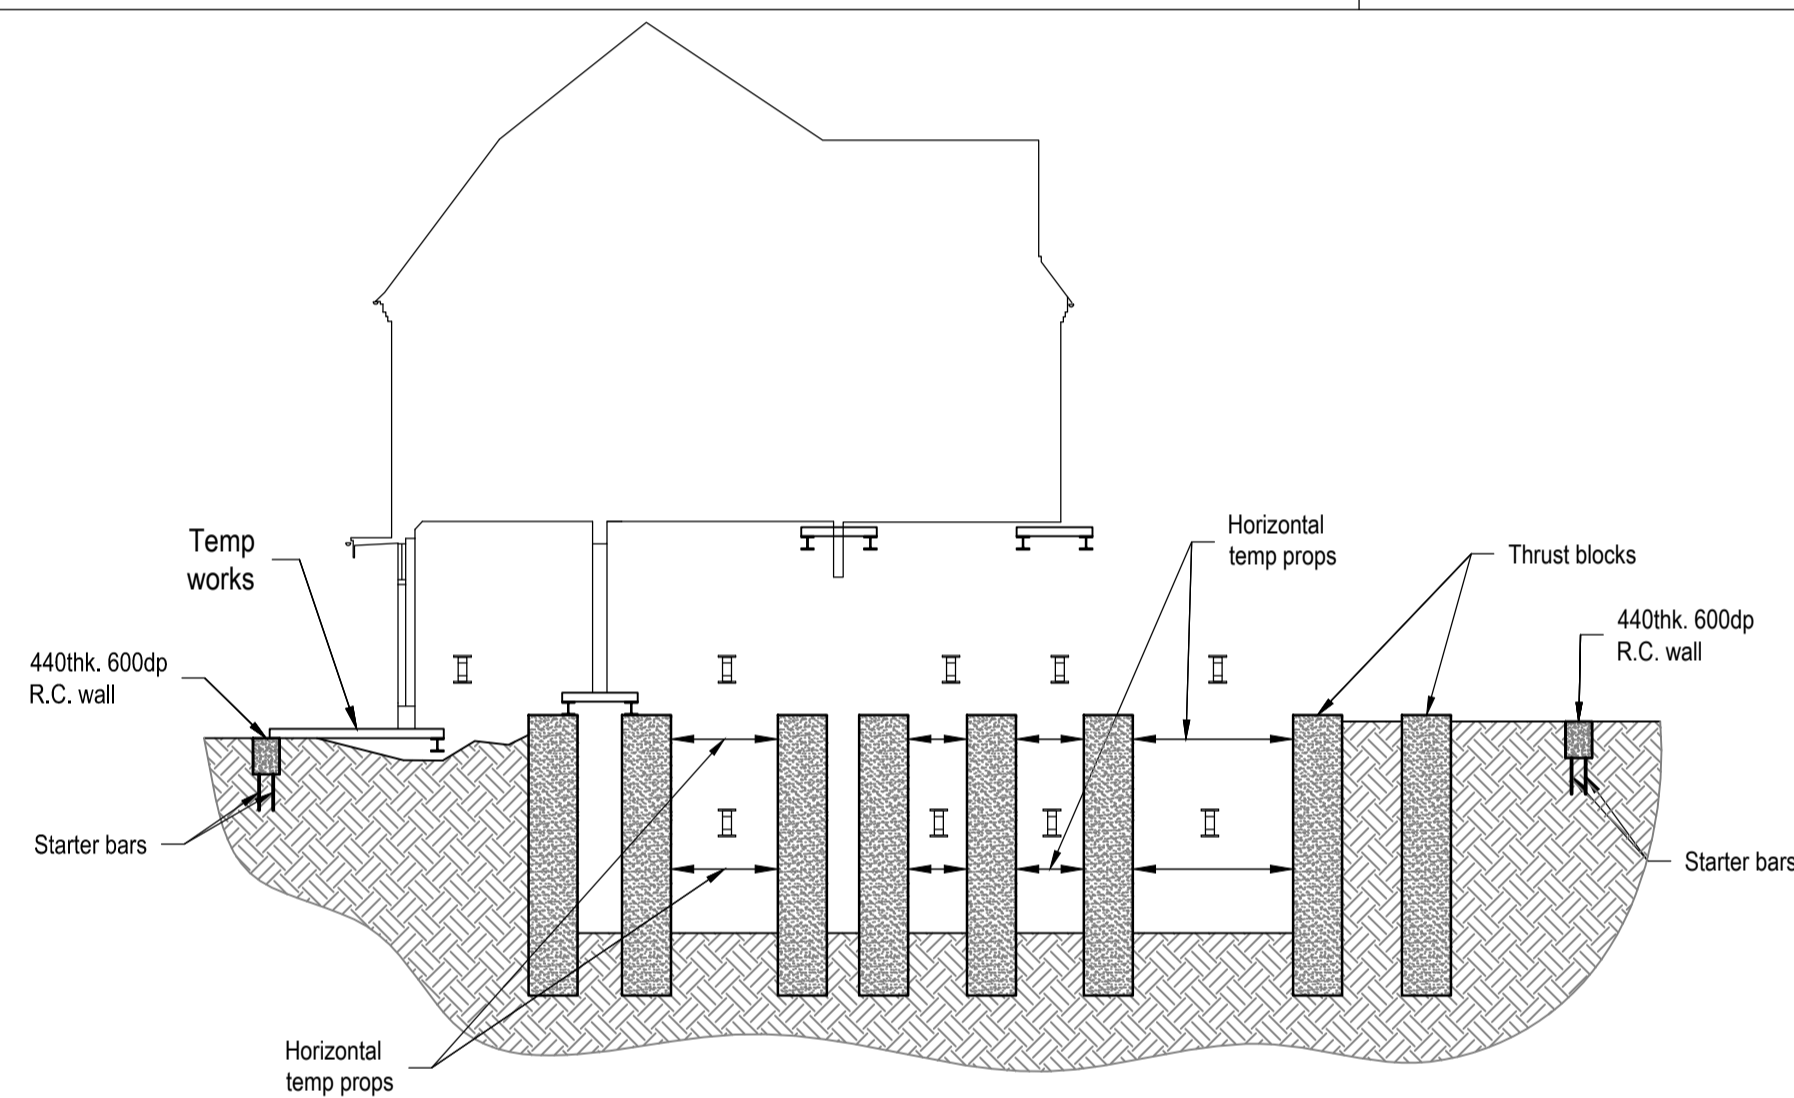 Temp
works
440thk. 600dp
R.C. wall
Starter bars
Horizontal
temp props
Horizontal
temp props
Thrust blocks
440thk. 600dp
R.C. wall
Starter bars